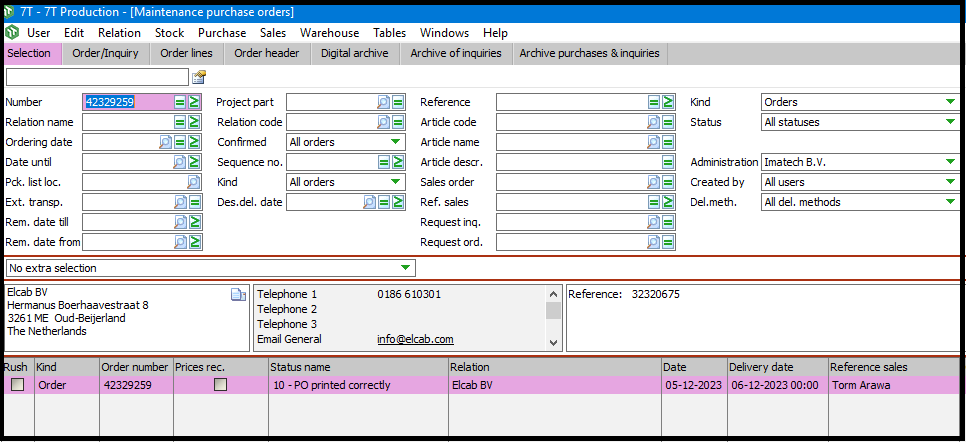 7T - 7T Production - [Maintenance purchase orders]
User Edit Relation Stock Purchase Sales Warehouse Tables Windows Help
Selection Order/Inquiry Order lines Order header Digital archive Archive of inquiries Archive purchases & inquiries
Number 42329259 Project part Reference Kind Orders
Relation name Relation code Article code Status All statuses
Ordering date Confirmed All orders Article name
Date until Sequence no. Article descr. Administration Imatech B.V.
Pck. list loc. Kind All orders Sales order Created by All users
Ext. transp. Des.del. date Ref. sales Del.meth. All del. methods
Rem. date till Request inq.
Rem. date from Request ord.
No extra selection
Elcab BV
Hermanus Boerhaavestraat 8
3261 ME Oud-Beijerland
The Netherlands
Telephone 1 0186 610301
Telephone 2
Telephone 3
Email General info@elcab.com
Reference: 32320675
Rush Kind Order number Prices rec. Status name Relation Date Delivery date Reference sales
Order 42329259 10 - PO printed correctly Elcab BV 05-12-2023 06-12-2023 00:00 Torm Arawa